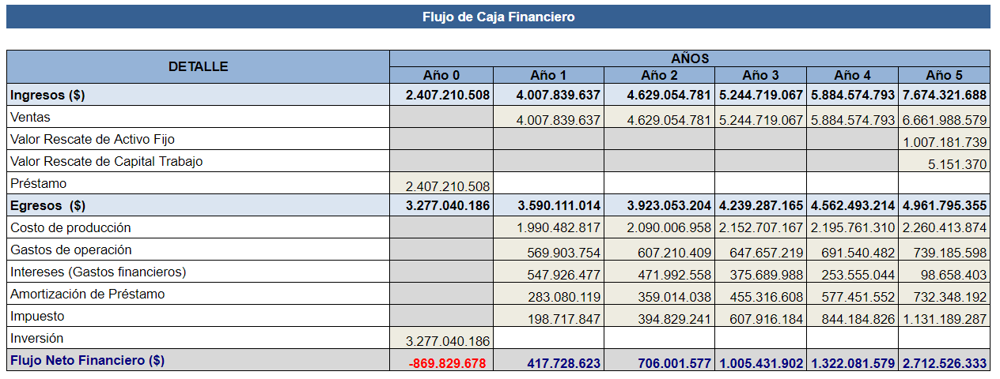 Flujo de Caja Financiero
DETALLE AÑOS
Año 0 Año 1 Año 2 Año 3 Año 4 Año 5
Ingresos ($) 2.407.210.508 4.007.839.637 4.629.054.781 5.244.719.067 5.884.574.793 7.674.321.688
Ventas 4.007.839.637 4.629.054.781 5.244.719.067 5.884.574.793 6.661.988.579
Valor Rescate de Activo Fijo 1.007.181.739
Valor Rescate de Capital Trabajo 5.151.370
Préstamo 2.407.210.508
Egresos ($) 3.277.040.186 3.590.111.014 3.923.053.204 4.239.287.165 4.562.493.214 4.961.795.355
Costo de producción 1.990.482.817 2.090.006.958 2.152.707.167 2.195.761.310 2.260.413.874
Gastos de operación 569.903.754 607.210.409 647.657.219 691.540.482 739.185.598
Intereses (Gastos financieros) 547.926.477 471.992.558 375.689.988 253.555.044 98.658.403
Amortización de Préstamo 283.080.119 359.014.038 455.316.608 577.451.552 732.348.192
Impuesto 198.717.847 394.829.241 607.916.184 844.184.826 1.131.189.287
Inversión 3.277.040.186
Flujo Neto Financiero ($) -869.829.678 417.728.623 706.001.577 1.005.431.902 1.322.081.579 2.712.526.333